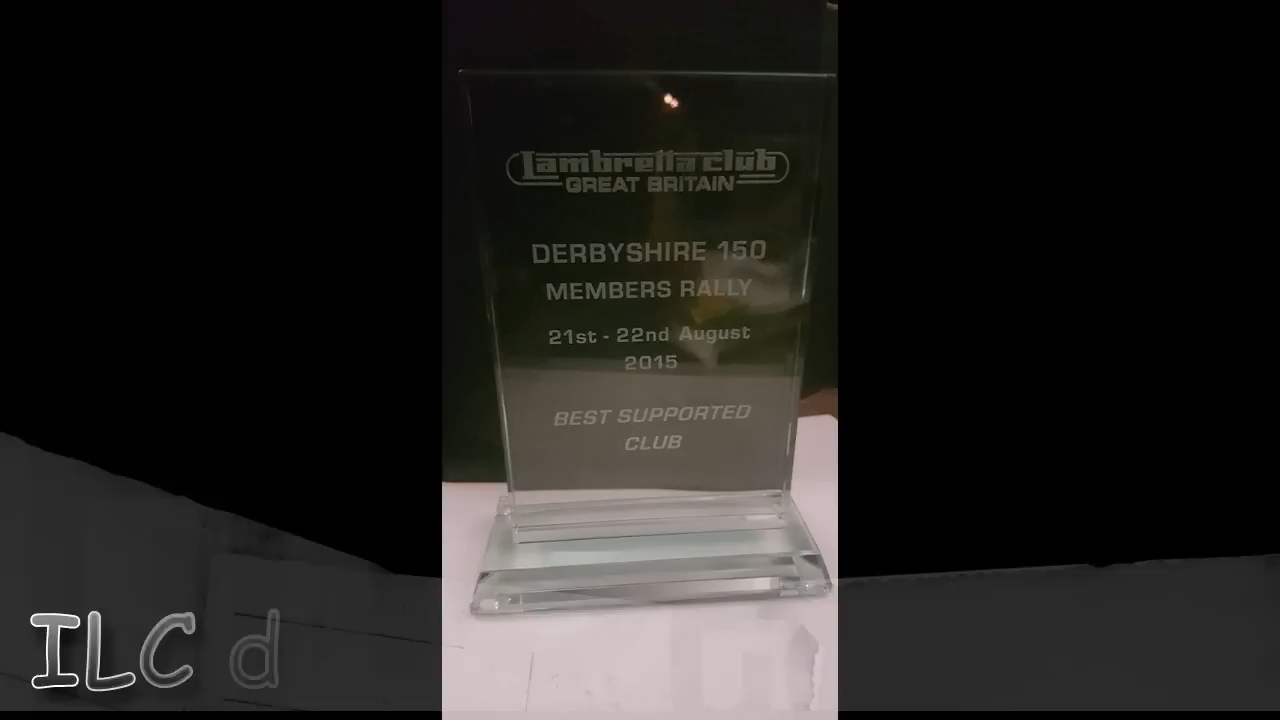 Lambretta club
GREAT BRITAIN
DERBYSHIRE 150
MEMBERS RALLY
21st - 22nd August
2015
BEST SUPPORTED
CLUB
ILC d